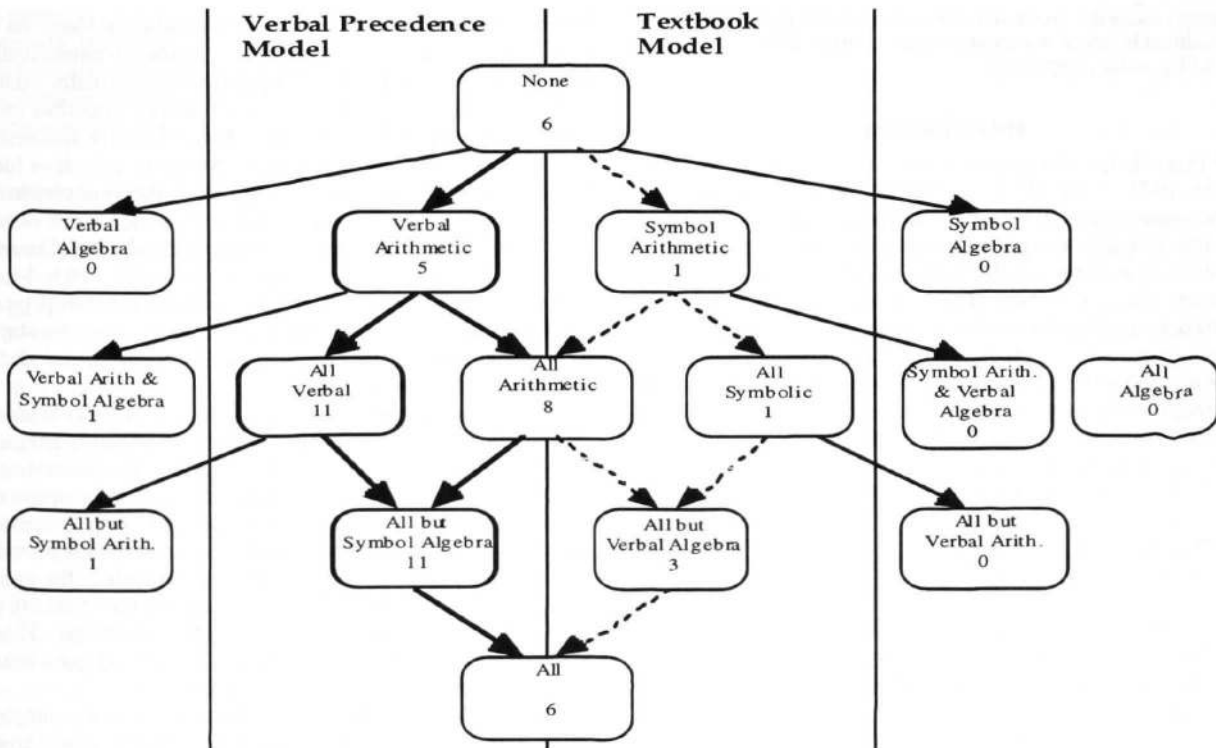 Verbal Precedence
Model
Textbook
Model
None
6
Verbal
Algebra
0
Verbal
Arithmetic
5
Symbol
Arithmetic
1
Symbol
Algebra
0
Verbal Arith &
Symbol Algebra
1
All
Verbal
11
All
Arithmetic
8
All
Symbolic
1
Symbol Arith.
& Verbal
Algebra
0
All
Algebra
0
All but
Symbol Arith.
1
All but
Symbol Algebra
11
All but
Verbal Algebra
3
All but
Verbal Arith.
0
All
6